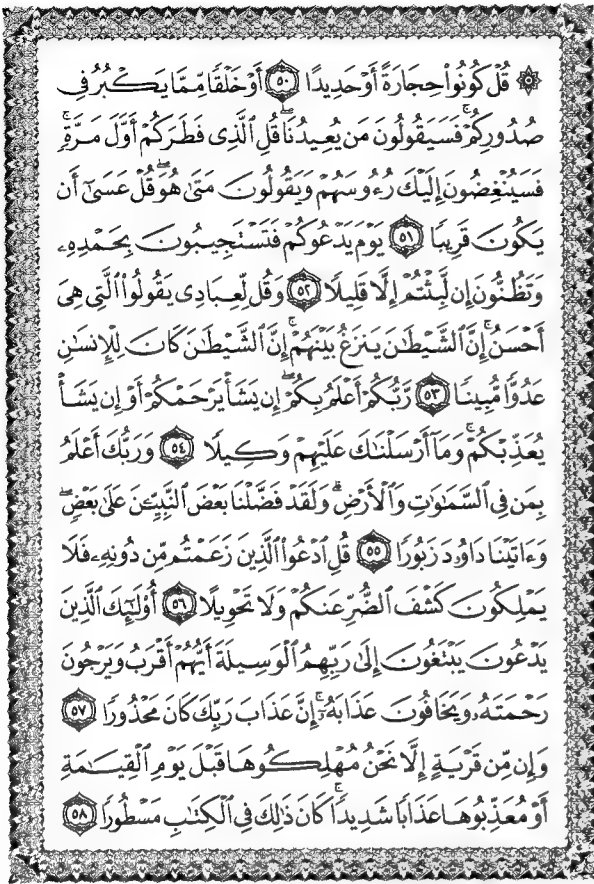 ۞ قُلْ كُونُوا۟ حِجَارَةً أَوْ حَدِيدًا ۝٥٠ أَوْ خَلْقًا مِّمَّا يَكْبُرُ فِى
صُدُورِكُمْ ۚ فَسَيَقُولُونَ مَن يُعِيدُنَا ۖ قُلِ ٱلَّذِى فَطَرَكُمْ أَوَّلَ مَرَّةٍ ۚ
فَسَيُنْغِضُونَ إِلَيْكَ رُءُوسَهُمْ وَيَقُولُونَ مَتَىٰ هُوَ ۖ قُلْ عَسَىٰٓ أَن
يَكُونَ قَرِيبًا ۝٥١ يَوْمَ يَدْعُوكُمْ فَتَسْتَجِيبُونَ بِحَمْدِهِۦ
وَتَظُنُّونَ إِن لَّبِثْتُمْ إِلَّا قَلِيلًا ۝٥٢ وَقُل لِّعِبَادِى يَقُولُوا۟ ٱلَّتِى هِىَ
أَحْسَنُ ۚ إِنَّ ٱلشَّيْطَـٰنَ يَنزَغُ بَيْنَهُمْ ۚ إِنَّ ٱلشَّيْطَـٰنَ كَانَ لِلْإِنسَـٰنِ
عَدُوًّا مُّبِينًا ۝٥٣ رَّبُّكُمْ أَعْلَمُ بِكُمْ ۖ إِن يَشَأْ يَرْحَمْكُمْ أَوْ إِن يَشَأْ
يُعَذِّبْكُمْ ۚ وَمَآ أَرْسَلْنَـٰكَ عَلَيْهِمْ وَكِيلًا ۝٥٤ وَرَبُّكَ أَعْلَمُ
بِمَن فِى ٱلسَّمَـٰوَٰتِ وَٱلْأَرْضِ ۗ وَلَقَدْ فَضَّلْنَا بَعْضَ ٱلنَّبِيِّـۧنَ عَلَىٰ بَعْضٍ ۖ
وَءَاتَيْنَا دَاوُۥدَ زَبُورًا ۝٥٥ قُلِ ٱدْعُوا۟ ٱلَّذِينَ زَعَمْتُم مِّن دُونِهِۦ فَلَا
يَمْلِكُونَ كَشْفَ ٱلضُّرِّ عَنكُمْ وَلَا تَحْوِيلًا ۝٥٦ أُو۟لَـٰٓئِكَ ٱلَّذِينَ
يَدْعُونَ يَبْتَغُونَ إِلَىٰ رَبِّهِمُ ٱلْوَسِيلَةَ أَيُّهُمْ أَقْرَبُ وَيَرْجُونَ
رَحْمَتَهُۥ وَيَخَافُونَ عَذَابَهُۥٓ ۚ إِنَّ عَذَابَ رَبِّكَ كَانَ مَحْذُورًا ۝٥٧
وَإِن مِّن قَرْيَةٍ إِلَّا نَحْنُ مُهْلِكُوهَا قَبْلَ يَوْمِ ٱلْقِيَـٰمَةِ
أَوْ مُعَذِّبُوهَا عَذَابًا شَدِيدًا ۚ كَانَ ذَٰلِكَ فِى ٱلْكِتَـٰبِ مَسْطُورًا ۝٥٨